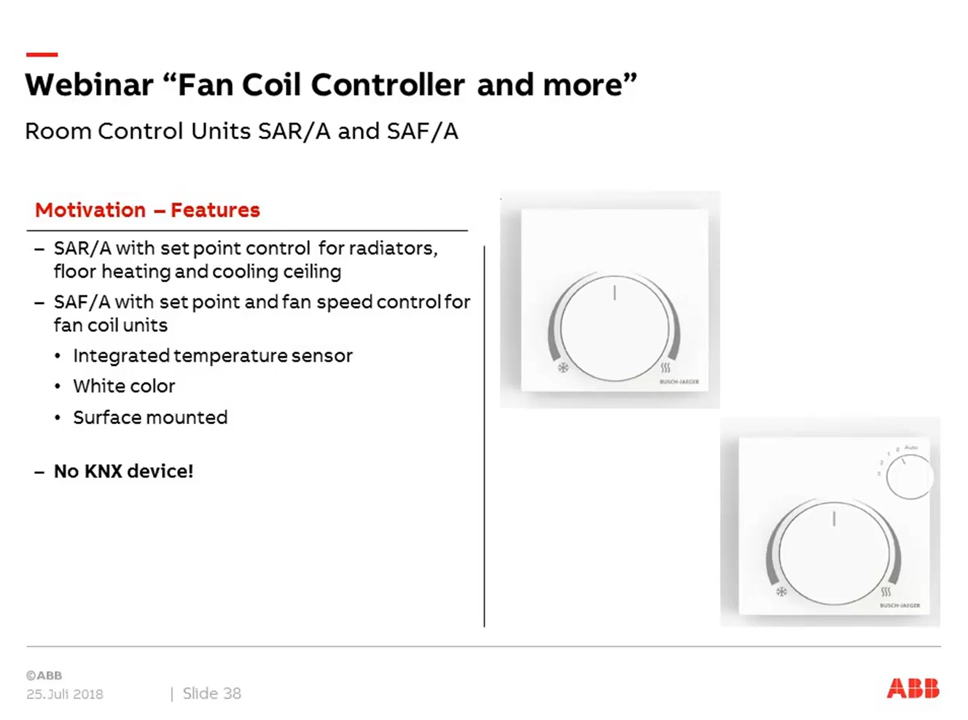 Webinar “Fan Coil Controller and more”
Room Control Units SAR/A and SAF/A
Motivation – Features
– SAR/A with set point control for radiators,
floor heating and cooling ceiling
– SAF/A with set point and fan speed control for
fan coil units
• Integrated temperature sensor
• White color
• Surface mounted
– No KNX device!
BUSCH-JAEGER
Auto
BUSCH-JAEGER
©ABB
25.Juli 2018
| Slide 38
ABB